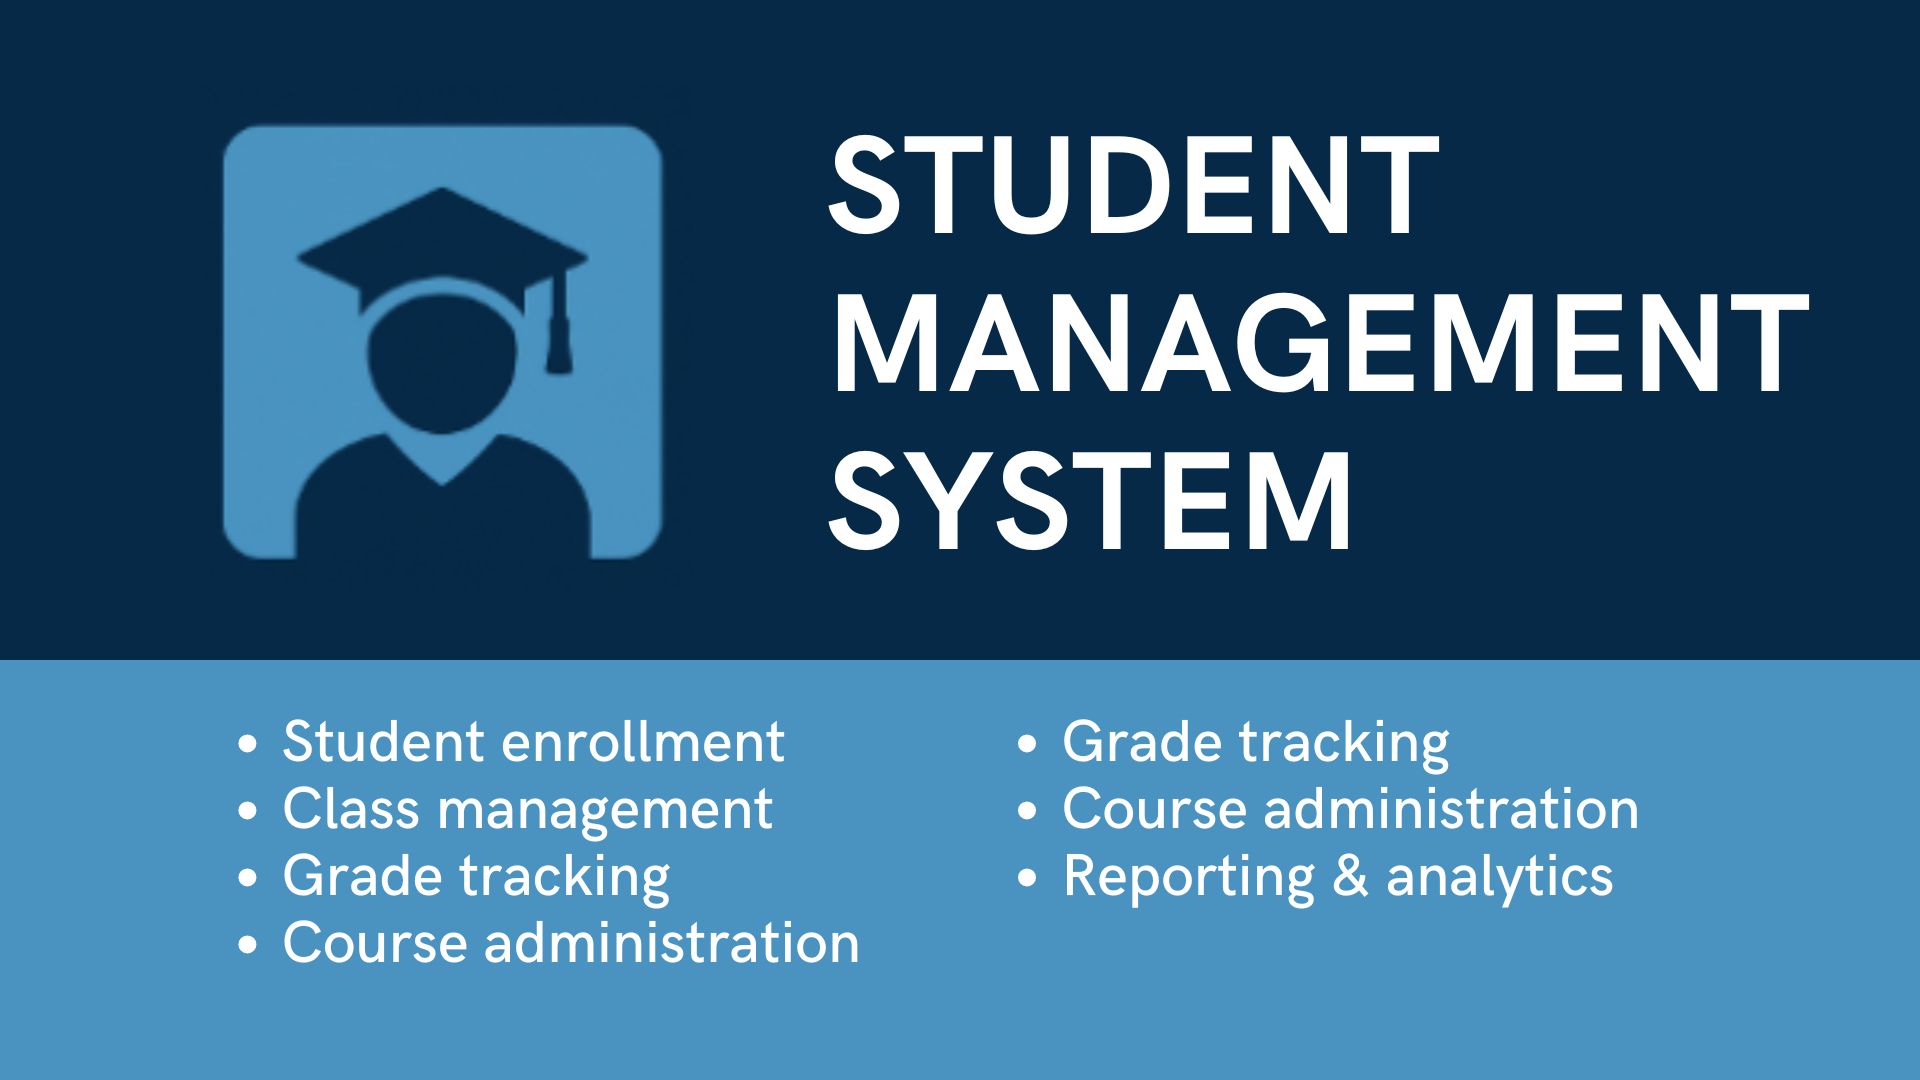 STUDENT
MANAGEMENT
SYSTEM
• Student enrollment
• Class management
• Grade tracking
• Course administration
• Grade tracking
• Course administration
• Reporting & analytics